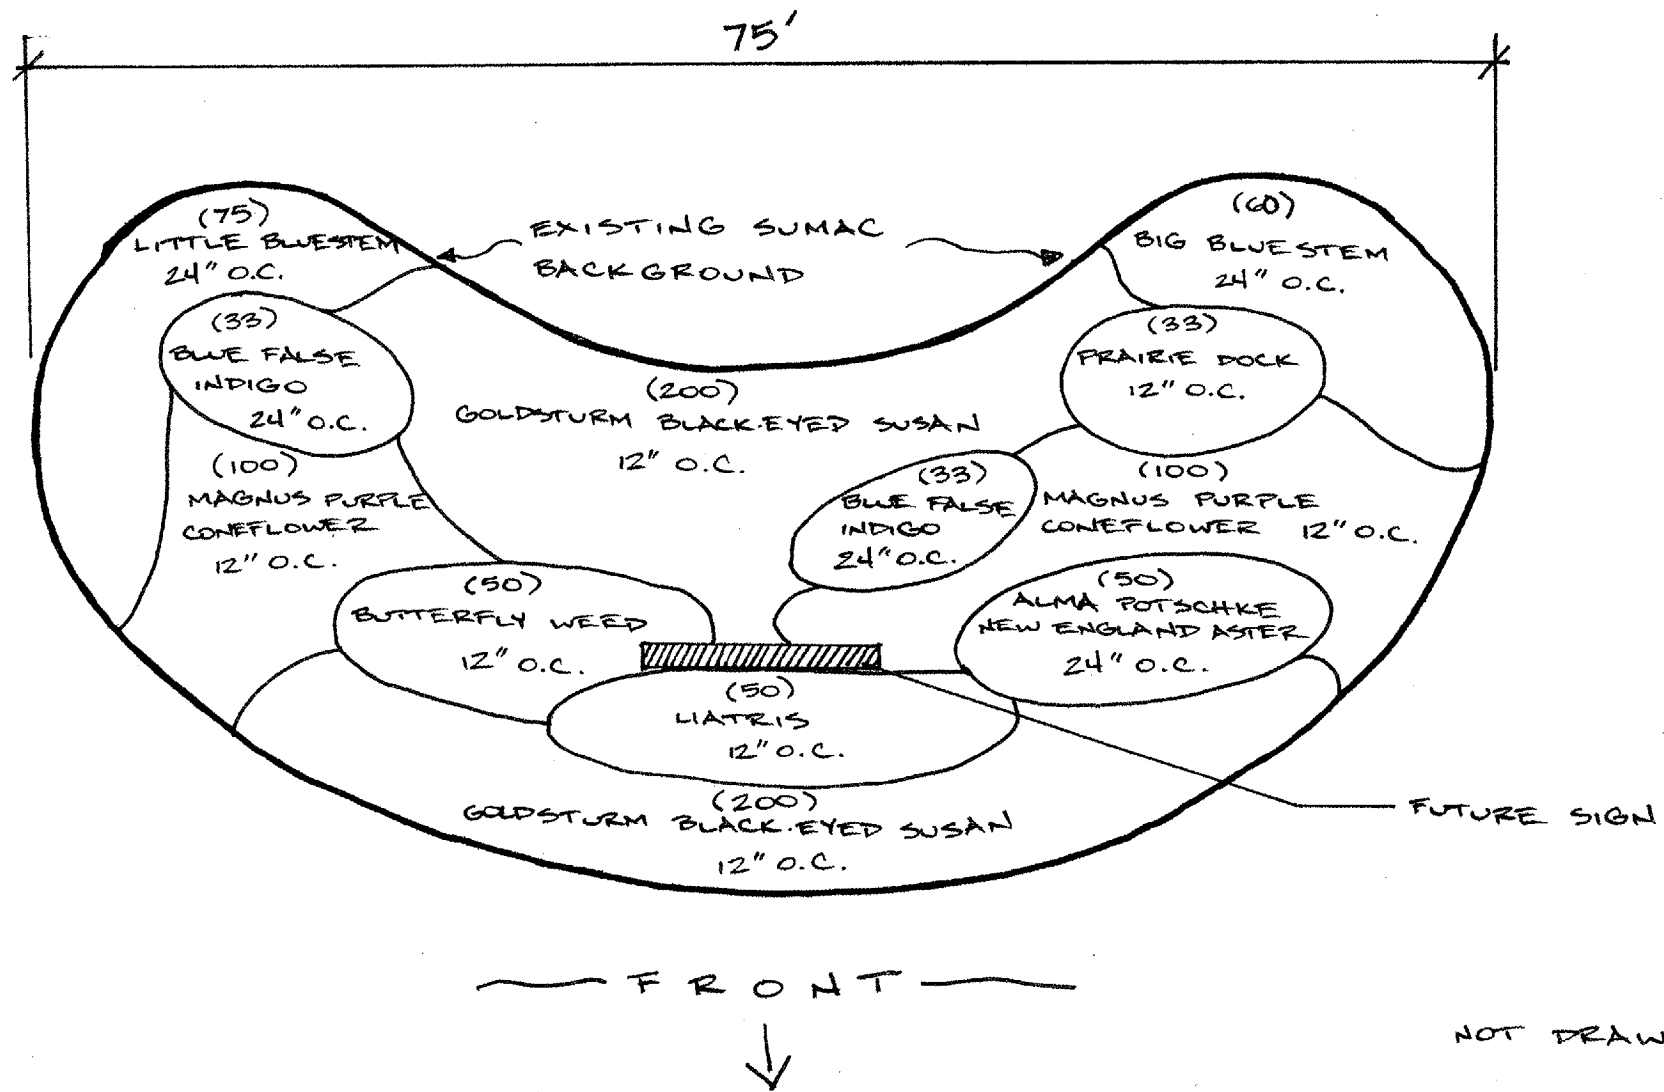 75'
(75)
LITTLE BLUESTEM
24" O.C.
EXISTING SUMAC
BACKGROUND
(60)
BIG BLUESTEM
24" O.C.
(33)
BLUE FALSE
INDIGO
24" O.C.
(200)
GOLDSTURM BLACK-EYED SUSAN
12" O.C.
(33)
PRAIRIE DOCK
12" O.C.
(100)
MAGNUS PURPLE
CONEFLOWER
12" O.C.
(33)
BLUE FALSE
INDIGO
24" O.C.
(100)
MAGNUS PURPLE
CONEFLOWER 12" O.C.
(50)
BUTTERFLY WEED
12" O.C.
(50)
ALMA POTSCHKE
NEW ENGLAND ASTER
24" O.C.
(50)
LIATRIS
12" O.C.
(200)
GOLDSTURM BLACK-EYED SUSAN
12" O.C.
FUTURE SIGN
FRONT
NOT DRAW